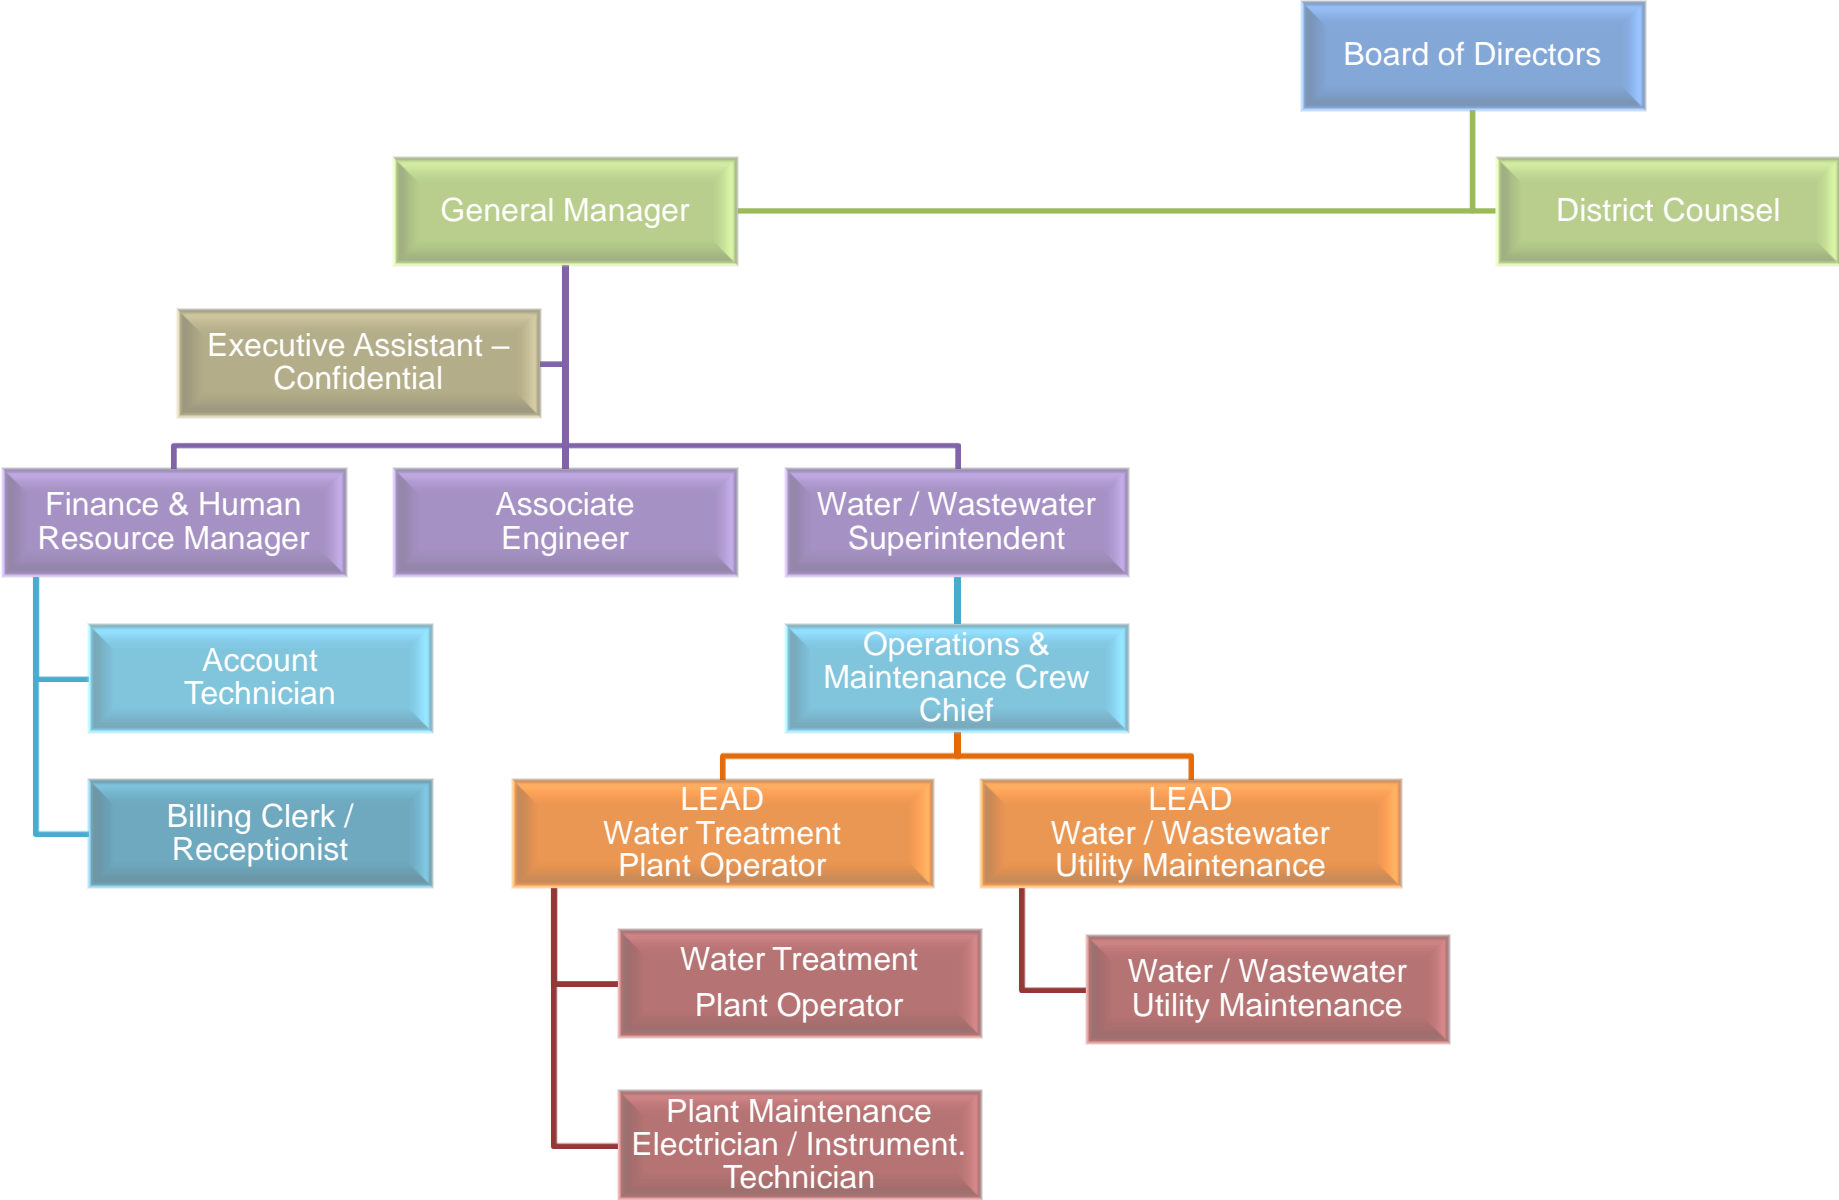 Board of Directors
General Manager
District Counsel
Executive Assistant –
Confidential
Finance & Human
Resource Manager
Associate
Engineer
Water / Wastewater
Superintendent
Account
Technician
Operations &
Maintenance Crew
Chief
Billing Clerk /
Receptionist
LEAD
Water Treatment
Plant Operator
LEAD
Water / Wastewater
Utility Maintenance
Water Treatment
Plant Operator
Water / Wastewater
Utility Maintenance
Plant Maintenance
Electrician / Instrument.
Technician